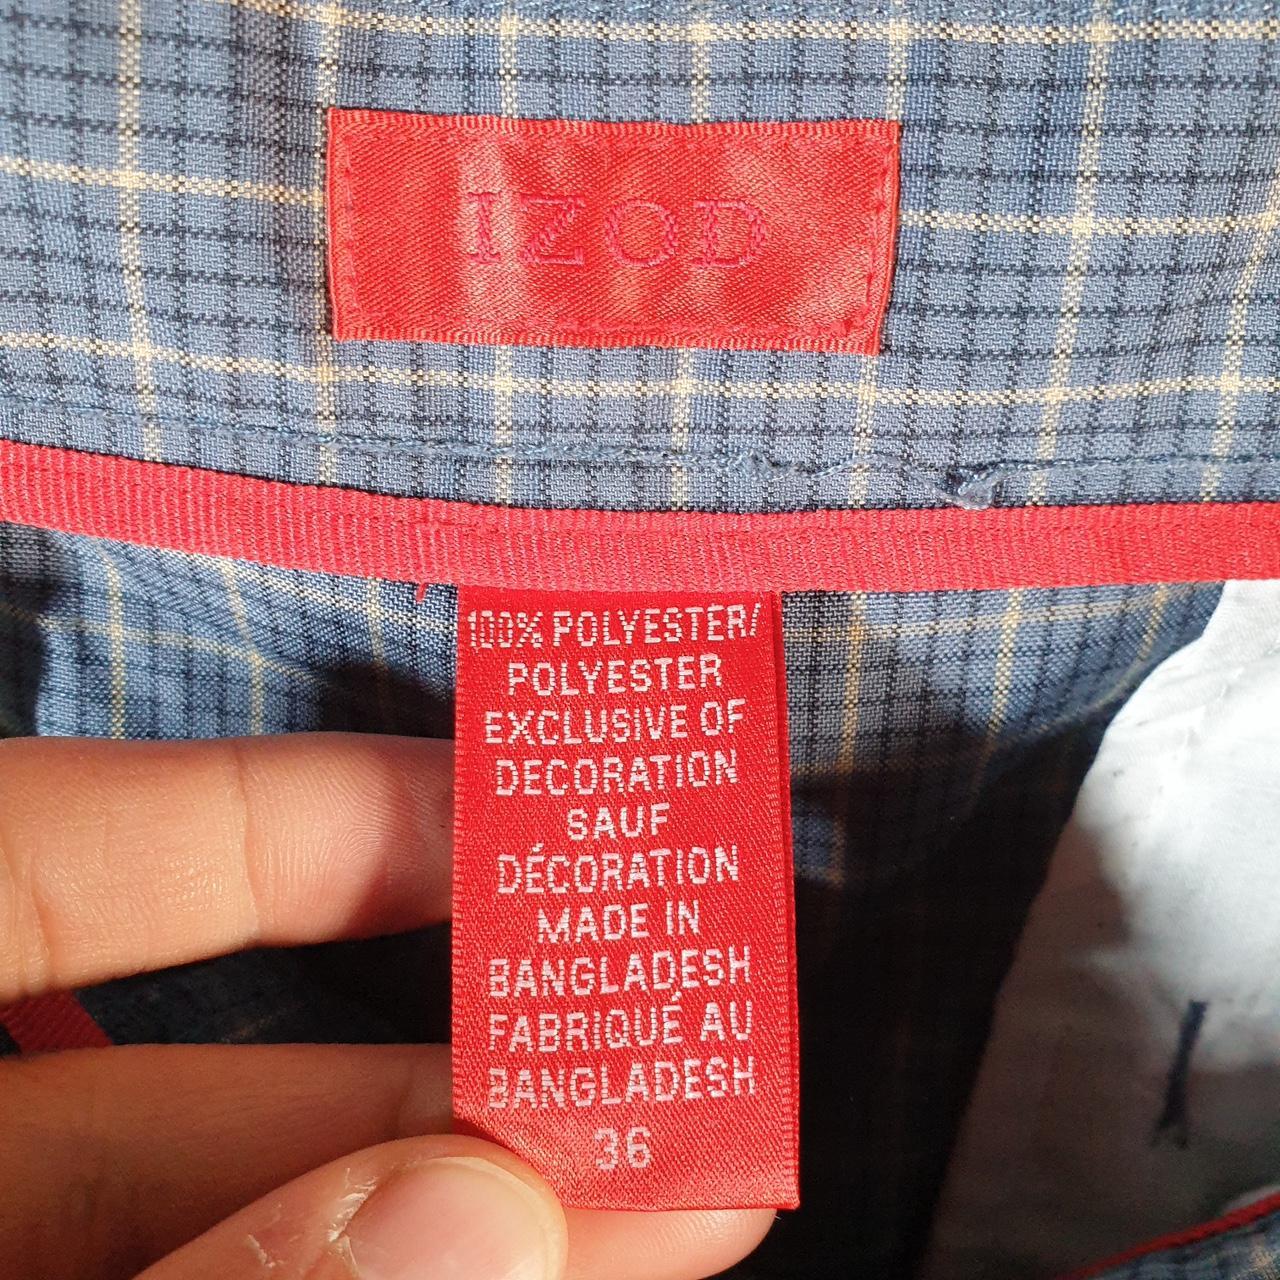 IZOD
100% POLYESTER/
POLYESTER
EXCLUSIVE OF
DECORATION
SAUF
DÉCORATION
MADE IN
BANGLADESH
FABRIQUÉ AU
BANGLADESH
36